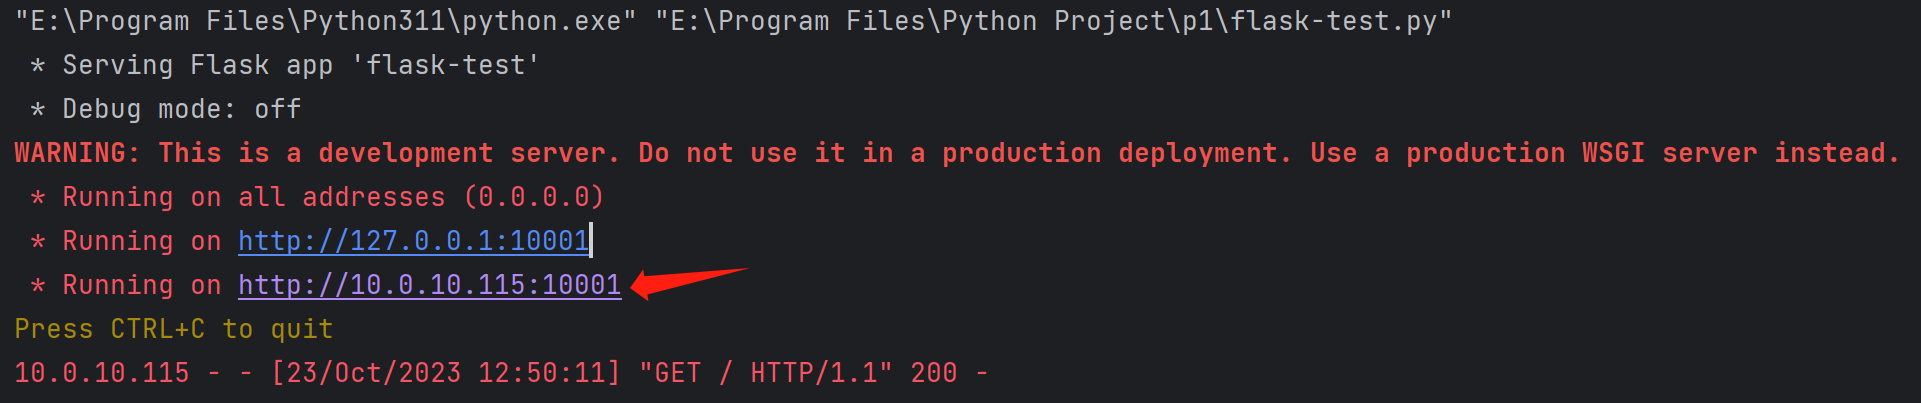 "E:\Program Files\Python311\python.exe" "E:\Program Files\Python Project\p1\flask-test.py"
 * Serving Flask app 'flask-test'
 * Debug mode: off
WARNING: This is a development server. Do not use it in a production deployment. Use a production WSGI server instead.
 * Running on all addresses (0.0.0.0)
 * Running on http://127.0.0.1:10001
 * Running on http://10.0.10.115:10001
Press CTRL+C to quit
10.0.10.115 - - [23/Oct/2023 12:50:11] "GET / HTTP/1.1" 200 -